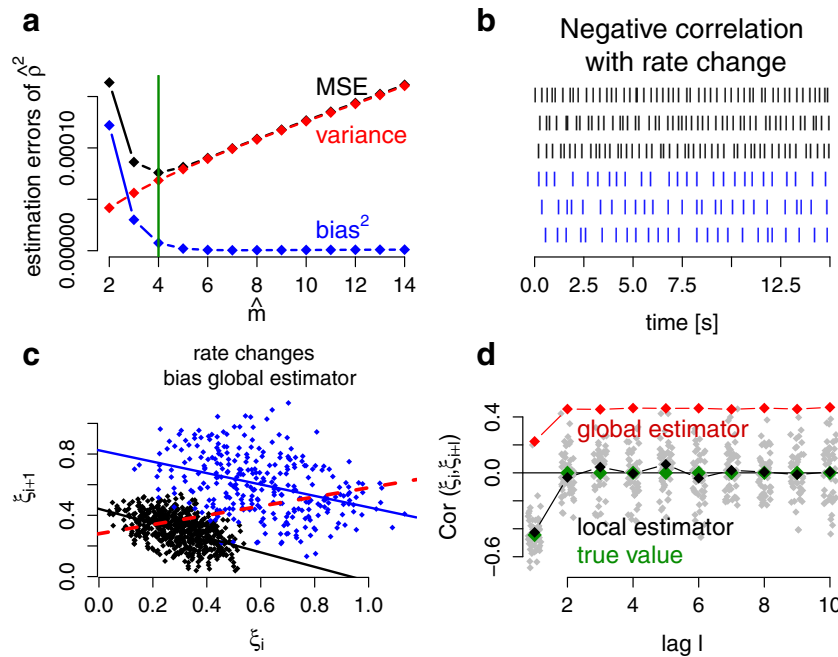 a
estimation errors of ρ̂²
0.00000
0.00010
MSE
variance
bias²
2 4 6 8 10 12 14
m̂
b
Negative correlation
with rate change
0.0 2.5 5.0 7.5 12.5
time [s]
c
rate changes
bias global estimator
ξi+1
0.0 0.4 0.8
0.0 0.2 0.4 0.6 0.8 1.0
ξi
d
Cor (ξi,ξi+l)
−0.6 0.0 0.4
global estimator
local estimator
true value
2 4 6 8 10
lag l